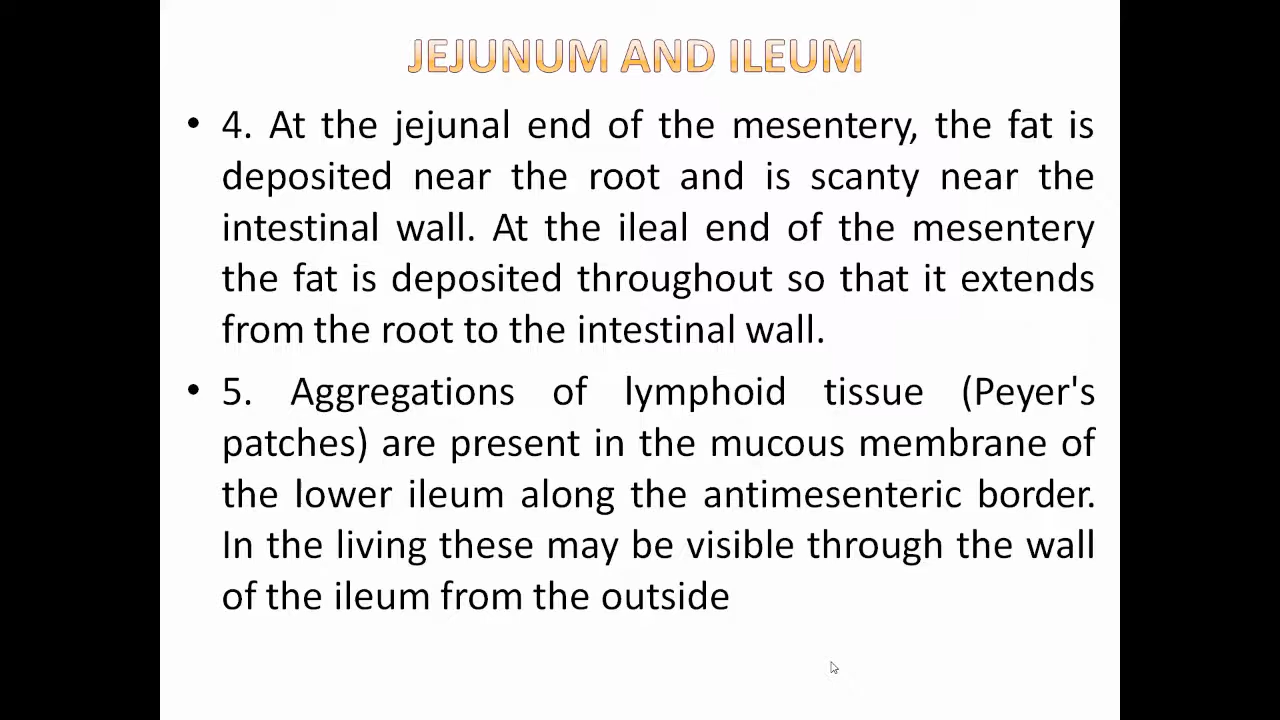 JEJUNUM AND ILEUM
• 4. At the jejunal end of the mesentery, the fat is
deposited near the root and is scanty near the
intestinal wall. At the ileal end of the mesentery
the fat is deposited throughout so that it extends
from the root to the intestinal wall.
• 5. Aggregations of lymphoid tissue (Peyer's
patches) are present in the mucous membrane of
the lower ileum along the antimesenteric border.
In the living these may be visible through the wall
of the ileum from the outside